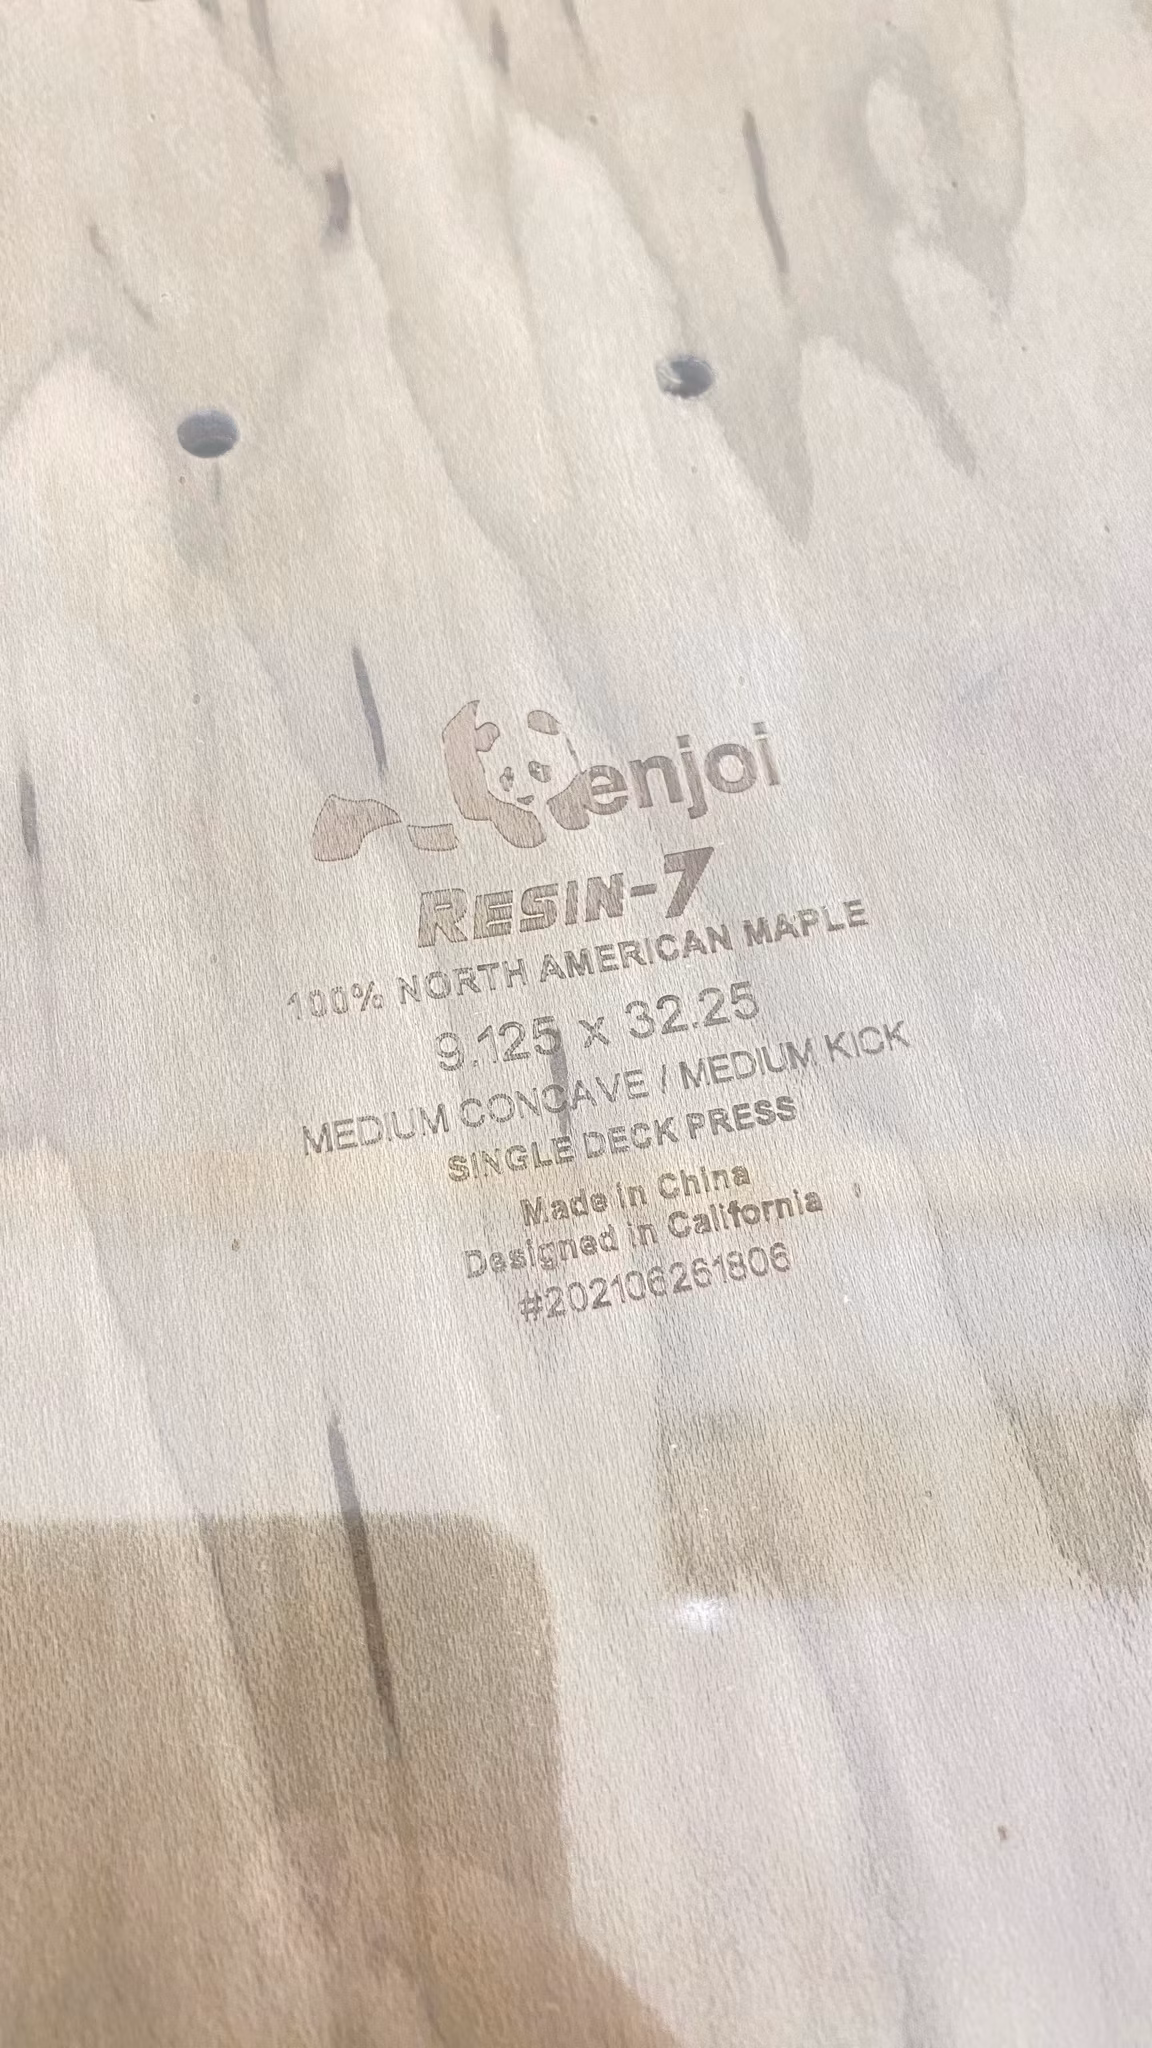 enjoi
RESIN-7
100% NORTH AMERICAN MAPLE
9.125 x 32.25
MEDIUM CONCAVE / MEDIUM KICK
SINGLE DECK PRESS
Made in China
Designed in California
#202106261806